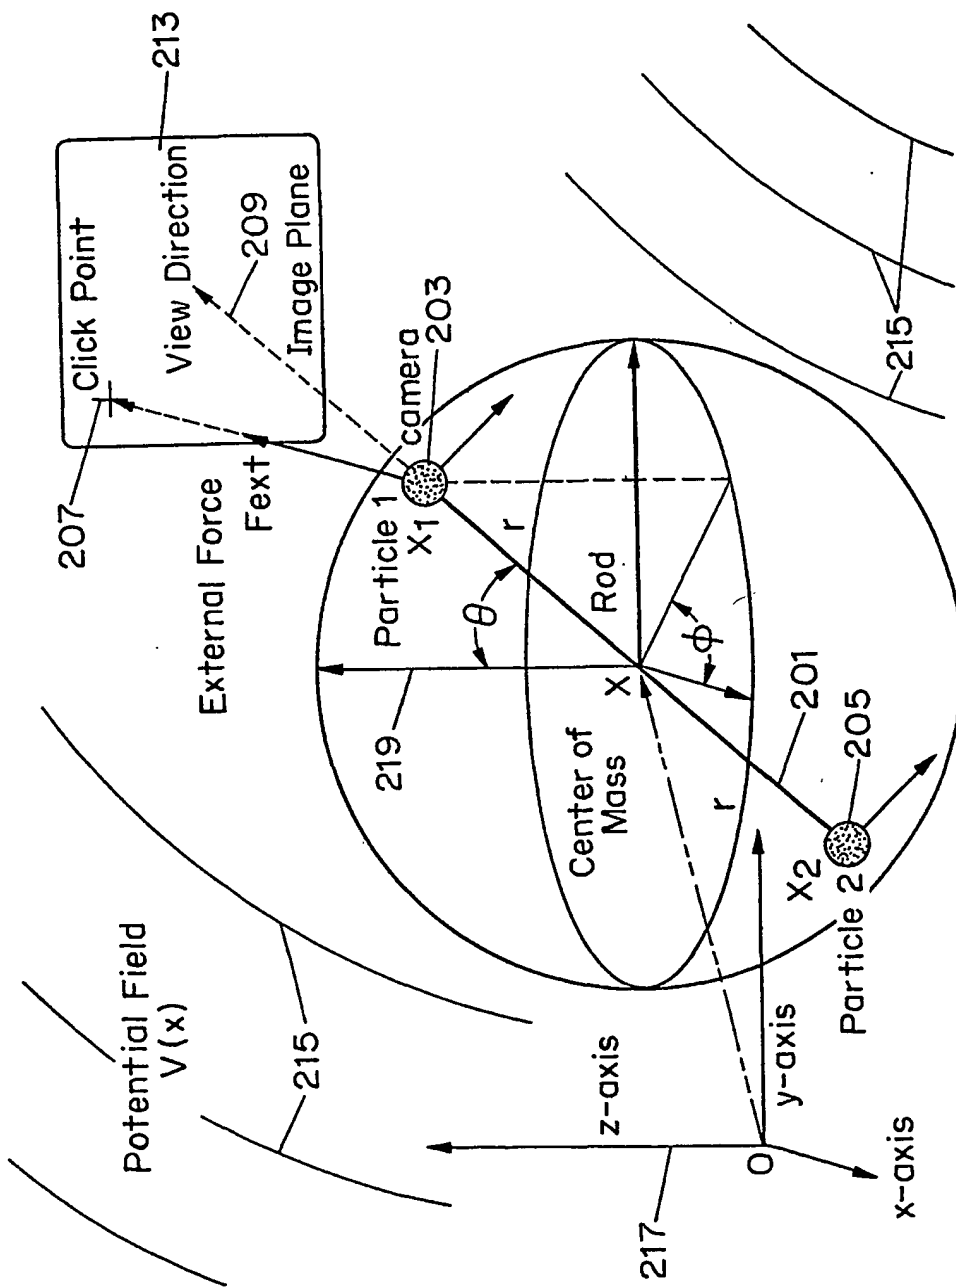 207
External Force
Fext
Click Point
View Direction
209
Image Plane
213
Potential Field
V(x)
215
219
Particle 1
X1
camera
203
r
θ
Rod
Center of
Mass
X
φ
r
201
205
X2
Particle 2
215
z-axis
y-axis
x-axis
O
217